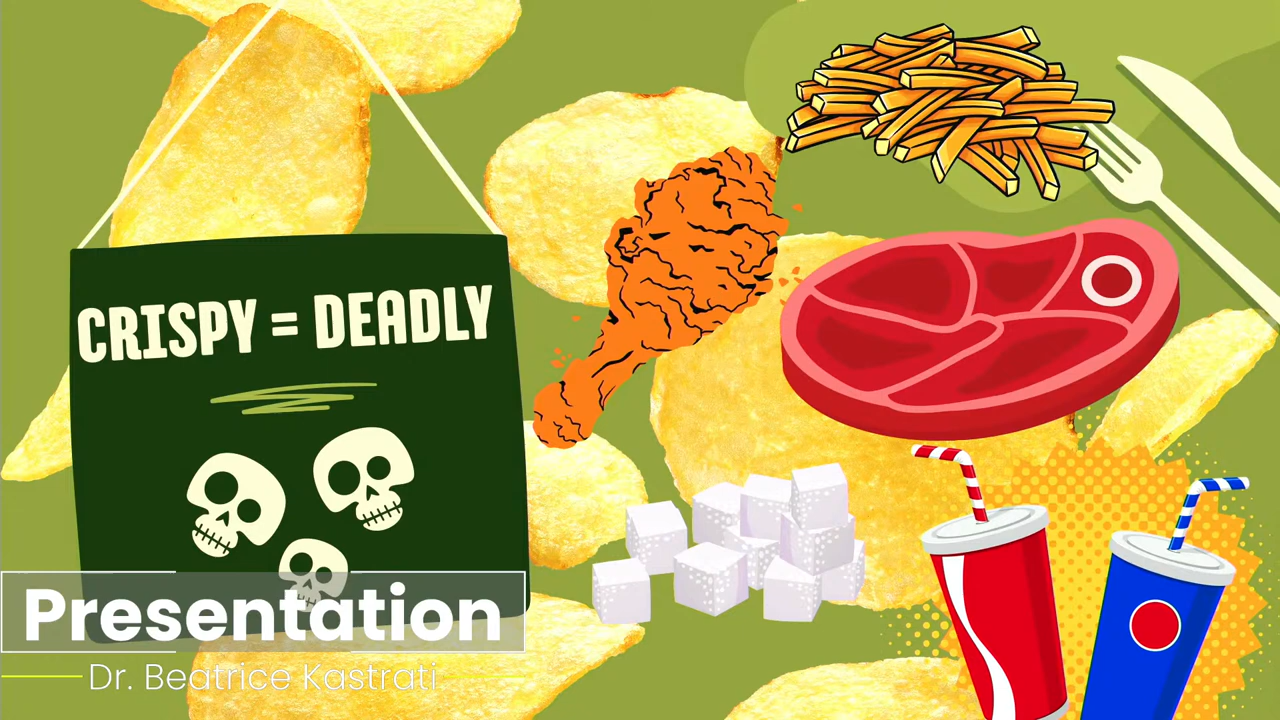 CRISPY = DEADLY
Presentation
Dr. Beatrice Kastrati